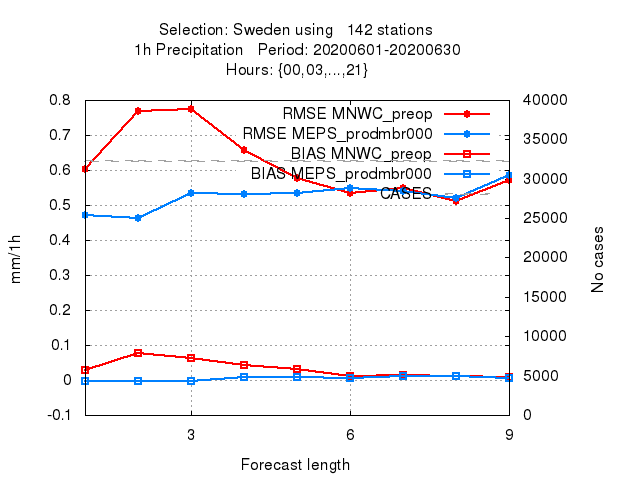 Selection: Sweden using   142 stations
1h Precipitation   Period: 20200601-20200630
Hours: {00,03,...,21}
RMSE MNWC_preop
RMSE MEPS_prodmbr000
BIAS MNWC_preop
BIAS MEPS_prodmbr000
CASES
0.8
0.7
0.6
0.5
0.4
0.3
0.2
0.1
0
-0.1
mm/1h
40000
35000
30000
25000
20000
15000
10000
5000
0
No cases
3
6
9
Forecast length